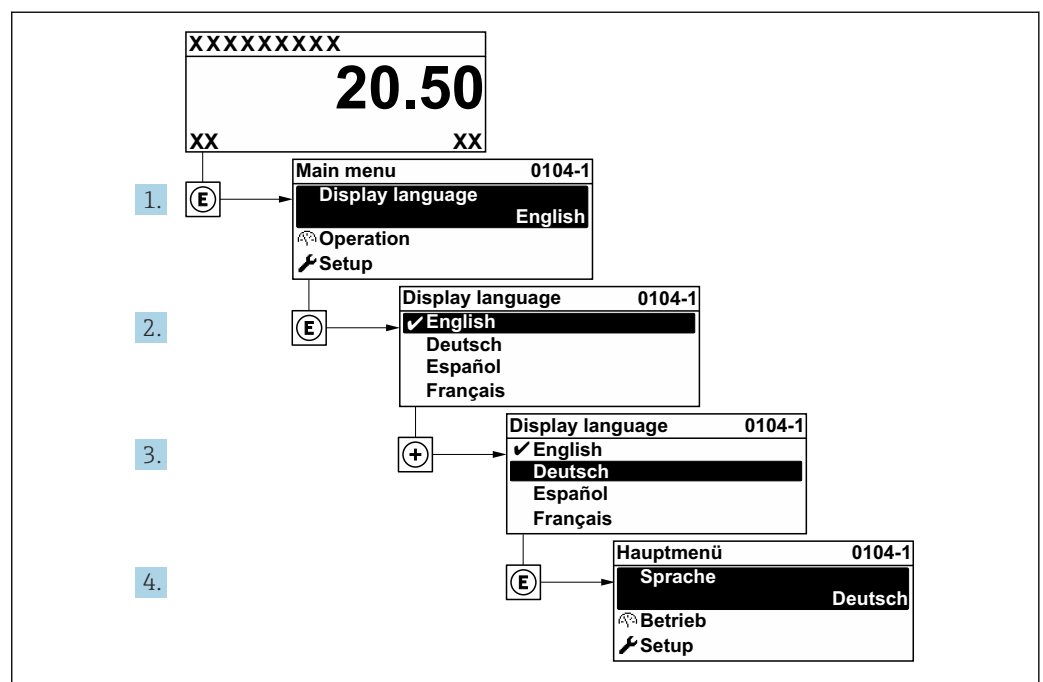 XXXXXXXXX
20.50
XX XX
1.
E
Main menu 0104-1
Display language
English
Operation
Setup
2.
E
Display language 0104-1
✔English
Deutsch
Español
Français
3.
+
Display language 0104-1
✔English
Deutsch
Español
Français
4.
E
Hauptmenü 0104-1
Sprache
Deutsch
Betrieb
Setup